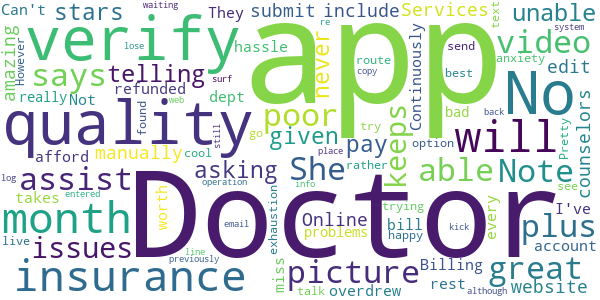 Can't stars
waiting
They submit include Services unable
re
text
system
However
lose
hassle
route
send
video
verify app
amazing
says telling never
surf
copy
best
anxiety
edit
really Not refunded dept
Continuously
No
quality
web
found
poor
bad
try
back
Pretty
counselors
afford manually
cool
still
go
given place
option
will
assist
takes
worth
asking
pay keeps
rather
able Note
see
operation
info
trying
month
Doctor
log
entered
She
I've
live issues
email
exhaustion
Online
bill
every
plus
problems
happy
kick
account
line
previously
miss
Billing
insurance
picture
rest
great
talk overdrew
although
website